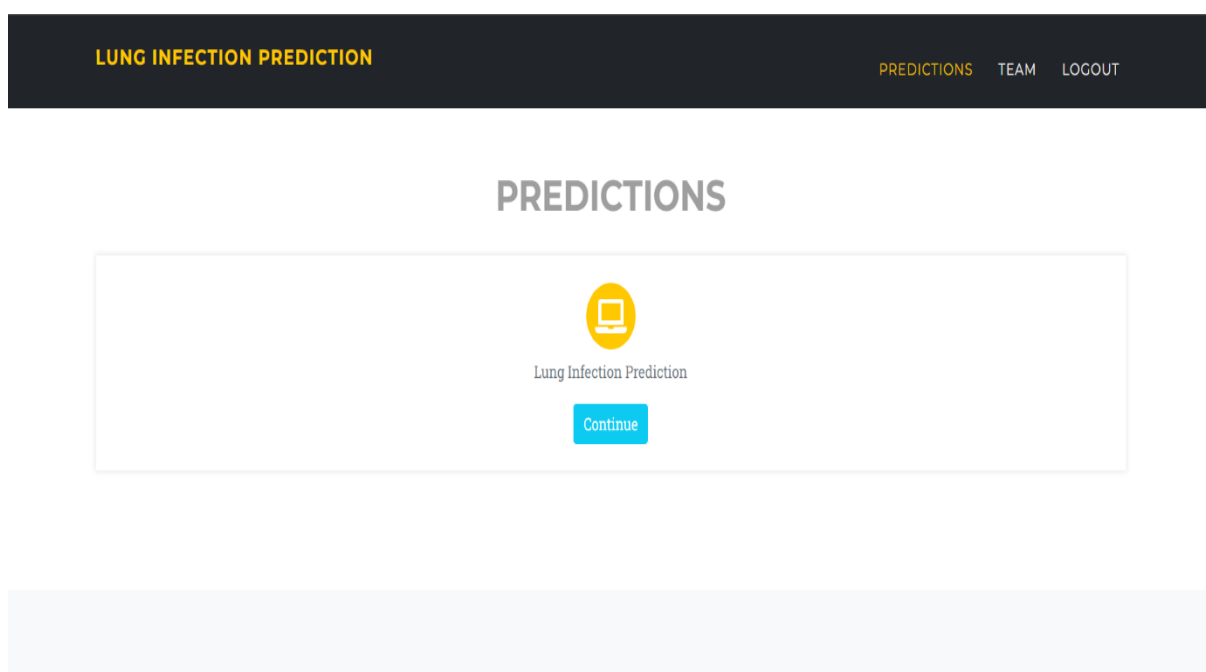 LUNG INFECTION PREDICTION
PREDICTIONS TEAM LOGOUT
PREDICTIONS
Lung Infection Prediction
Continue